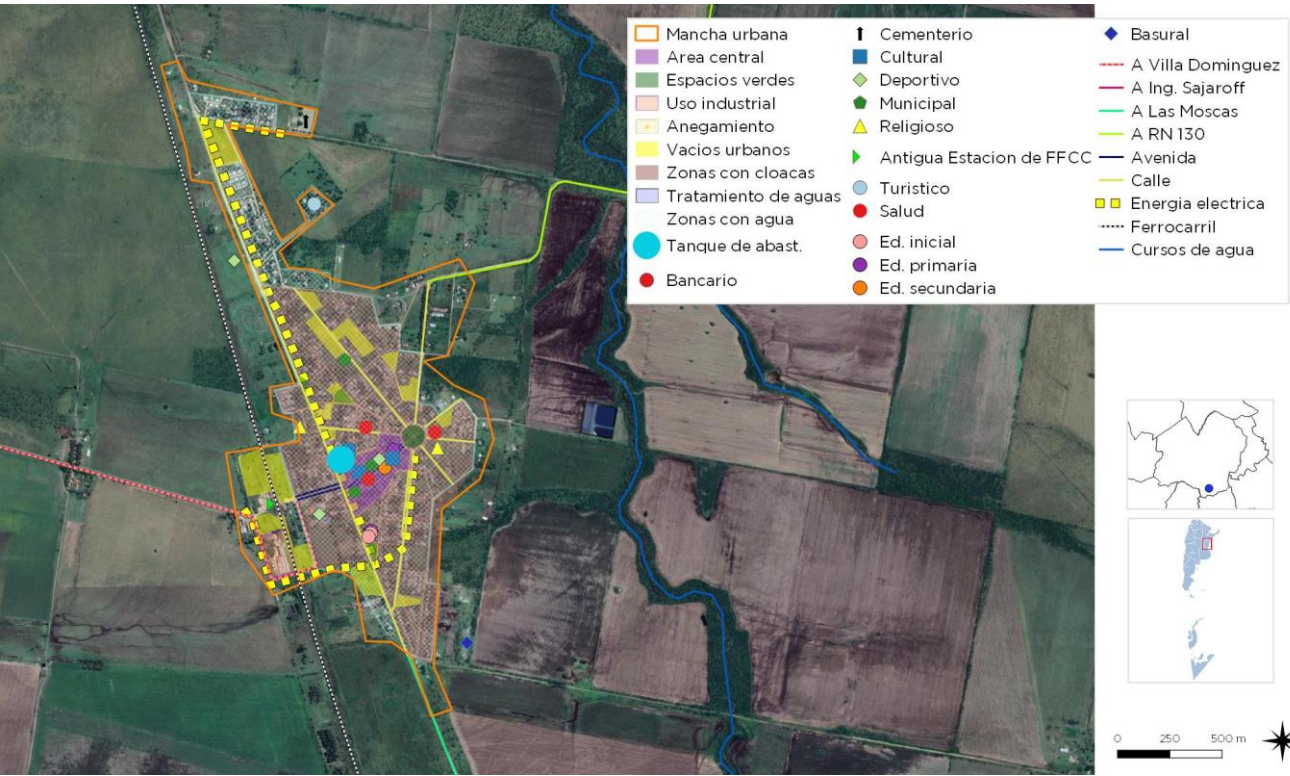 Mancha urbana
Area central
Espacios verdes
Uso industrial
Anegamiento
Vacios urbanos
Zonas con cloacas
Tratamiento de aguas
Zonas con agua
Tanque de abast.
Bancario
Cementerio
Cultural
Deportivo
Municipal
Religioso
Antigua Estacion de FFCC
Turistico
Salud
Ed. inicial
Ed. primaria
Ed. secundaria
Basural
A Villa Dominguez
A Ing. Sajaroff
A Las Moscas
A RN 130
Avenida
Calle
Energia electrica
Ferrocarril
Cursos de agua
0 250 500 m